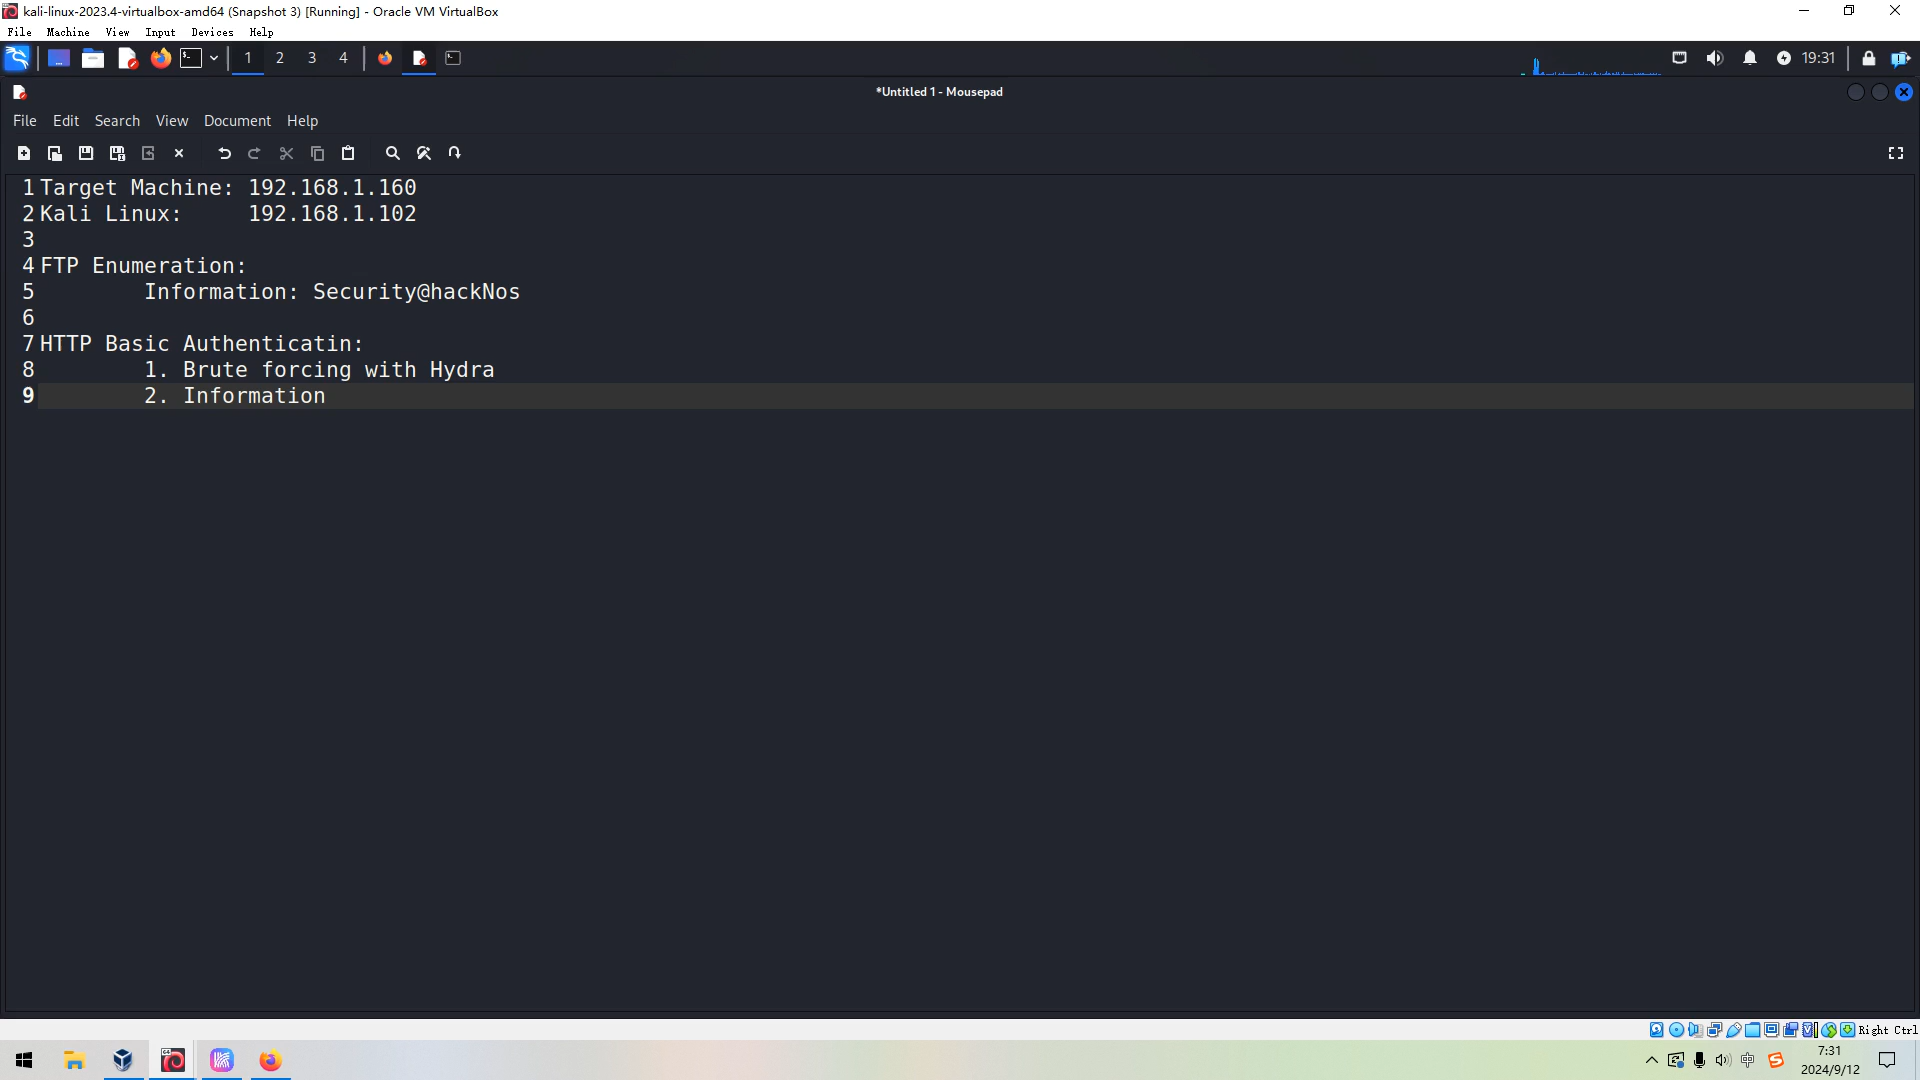 kali-linux-2023.4-virtualbox-amd64 (Snapshot 3) [Running] - Oracle VM VirtualBox
File Machine View Input Devices Help
1 2 3 4 19:31
*Untitled 1 - Mousepad
File Edit Search View Document Help
1 Target Machine: 192.168.1.160
2 Kali Linux: 192.168.1.102
3
4 FTP Enumeration:
5 Information: Security@hackNos
6
7 HTTP Basic Authenticatin:
8 1. Brute forcing with Hydra
9 2. Information
Right Ctrl
中 7:31
2024/9/12